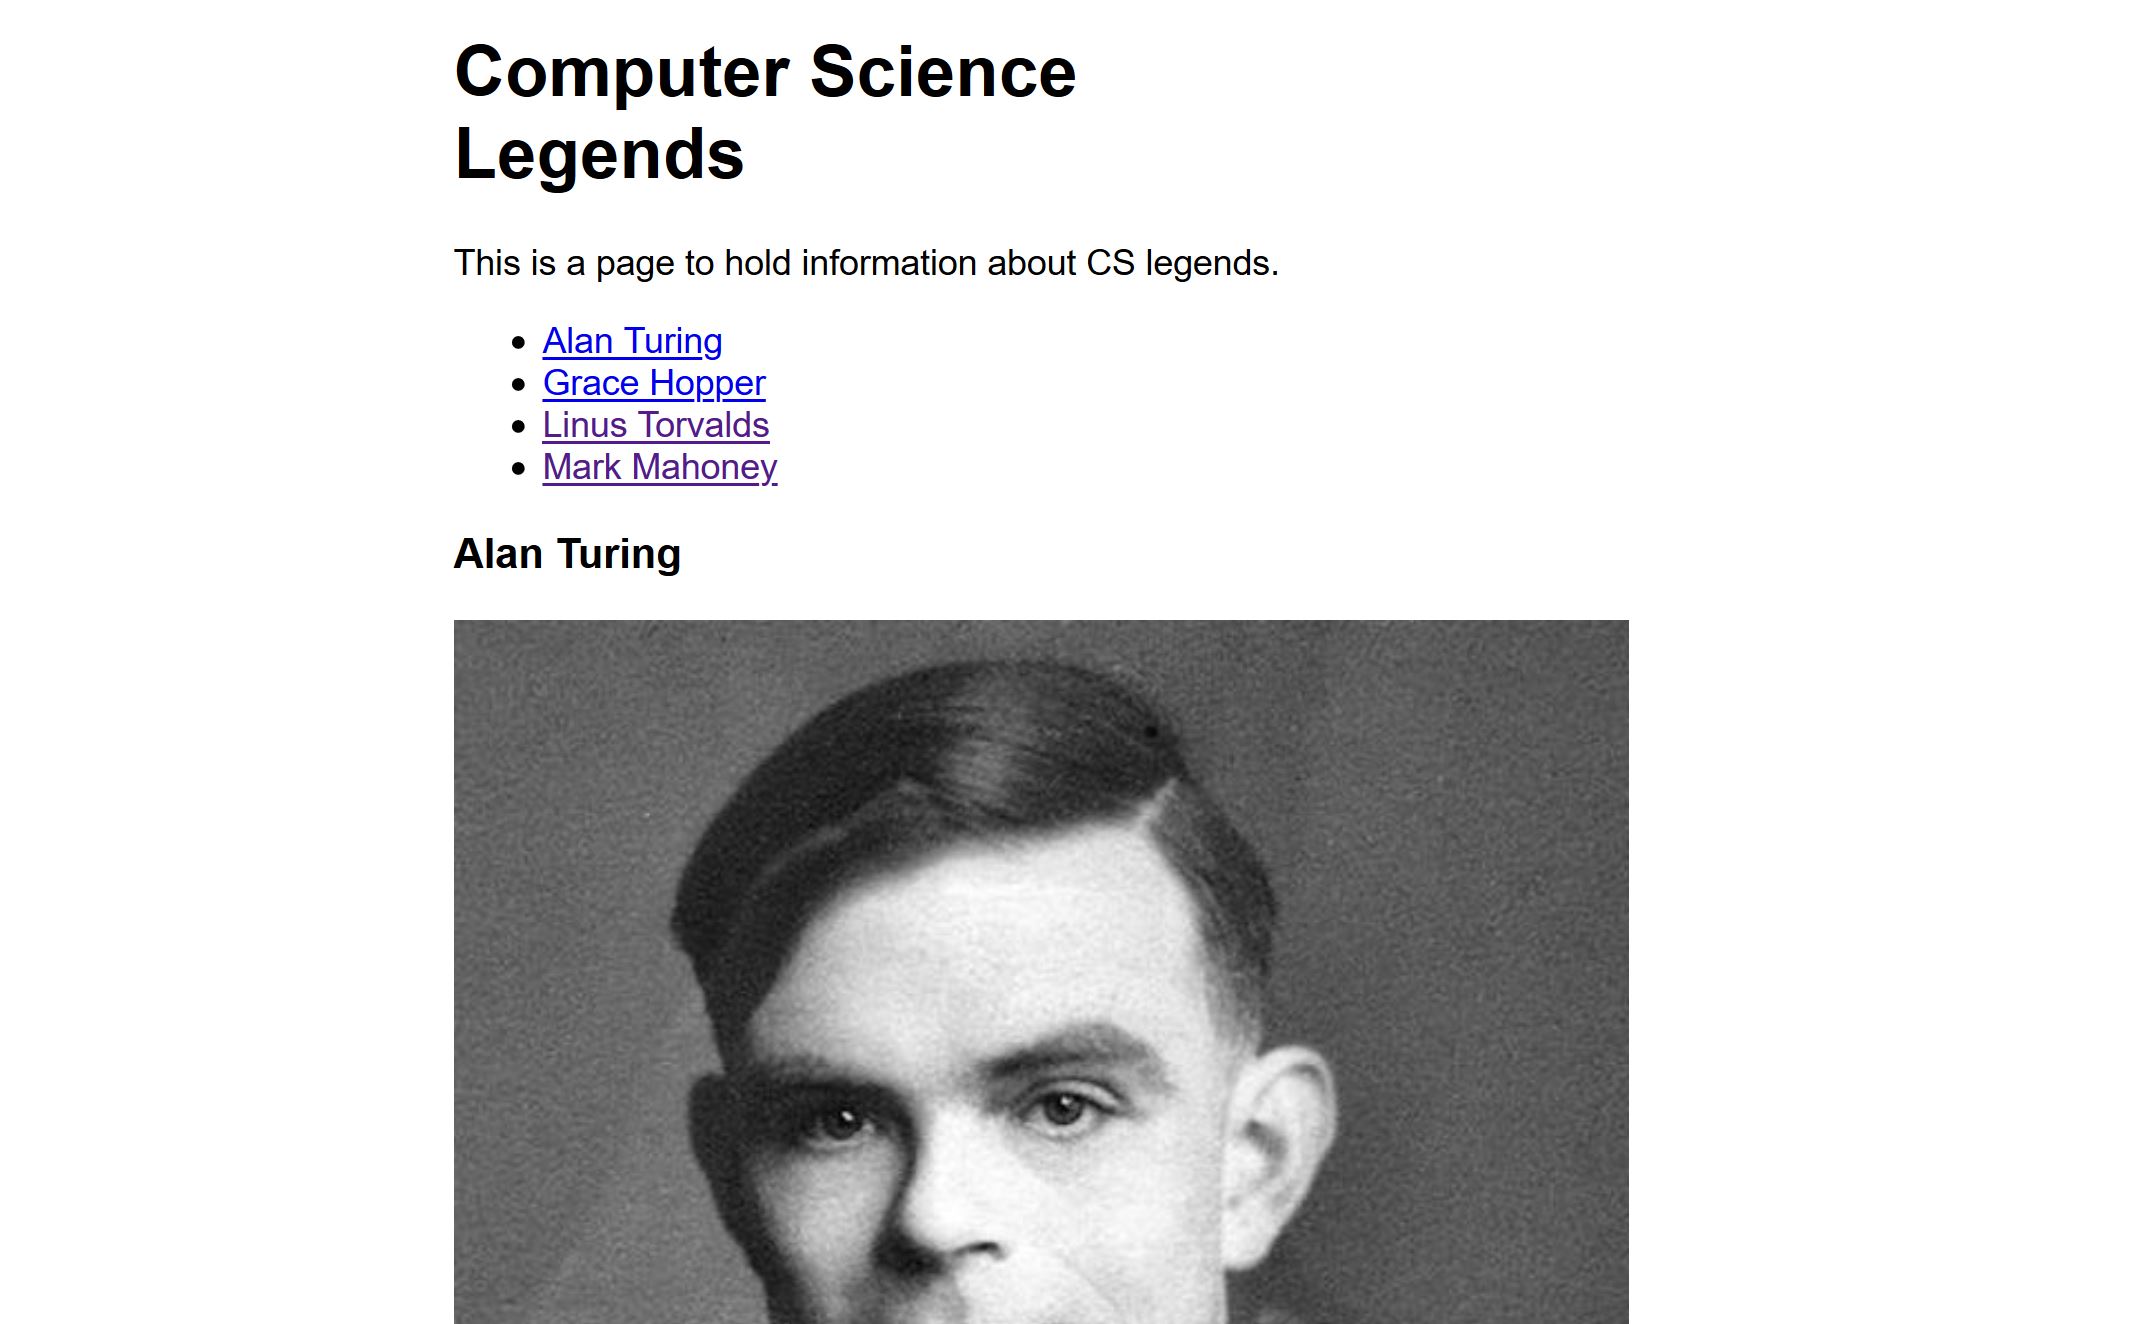 Computer Science
Legends
This is a page to hold information about CS legends.
Alan Turing
Grace Hopper
Linus Torvalds
Mark Mahoney
Alan Turing